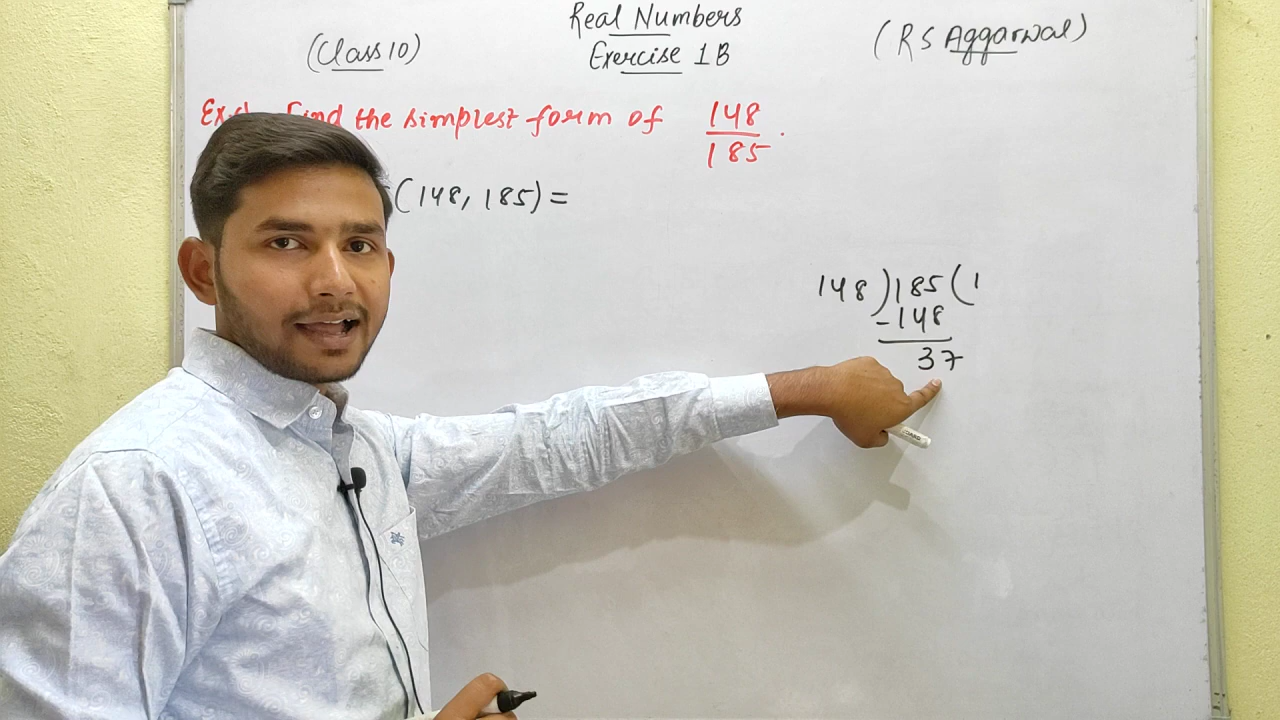 Real Numbers
(Class 10)
Exercise 1B
(RS Aggarwal)
the simplest form of 148/185.
(148, 185) =
148)185(1
-148
37